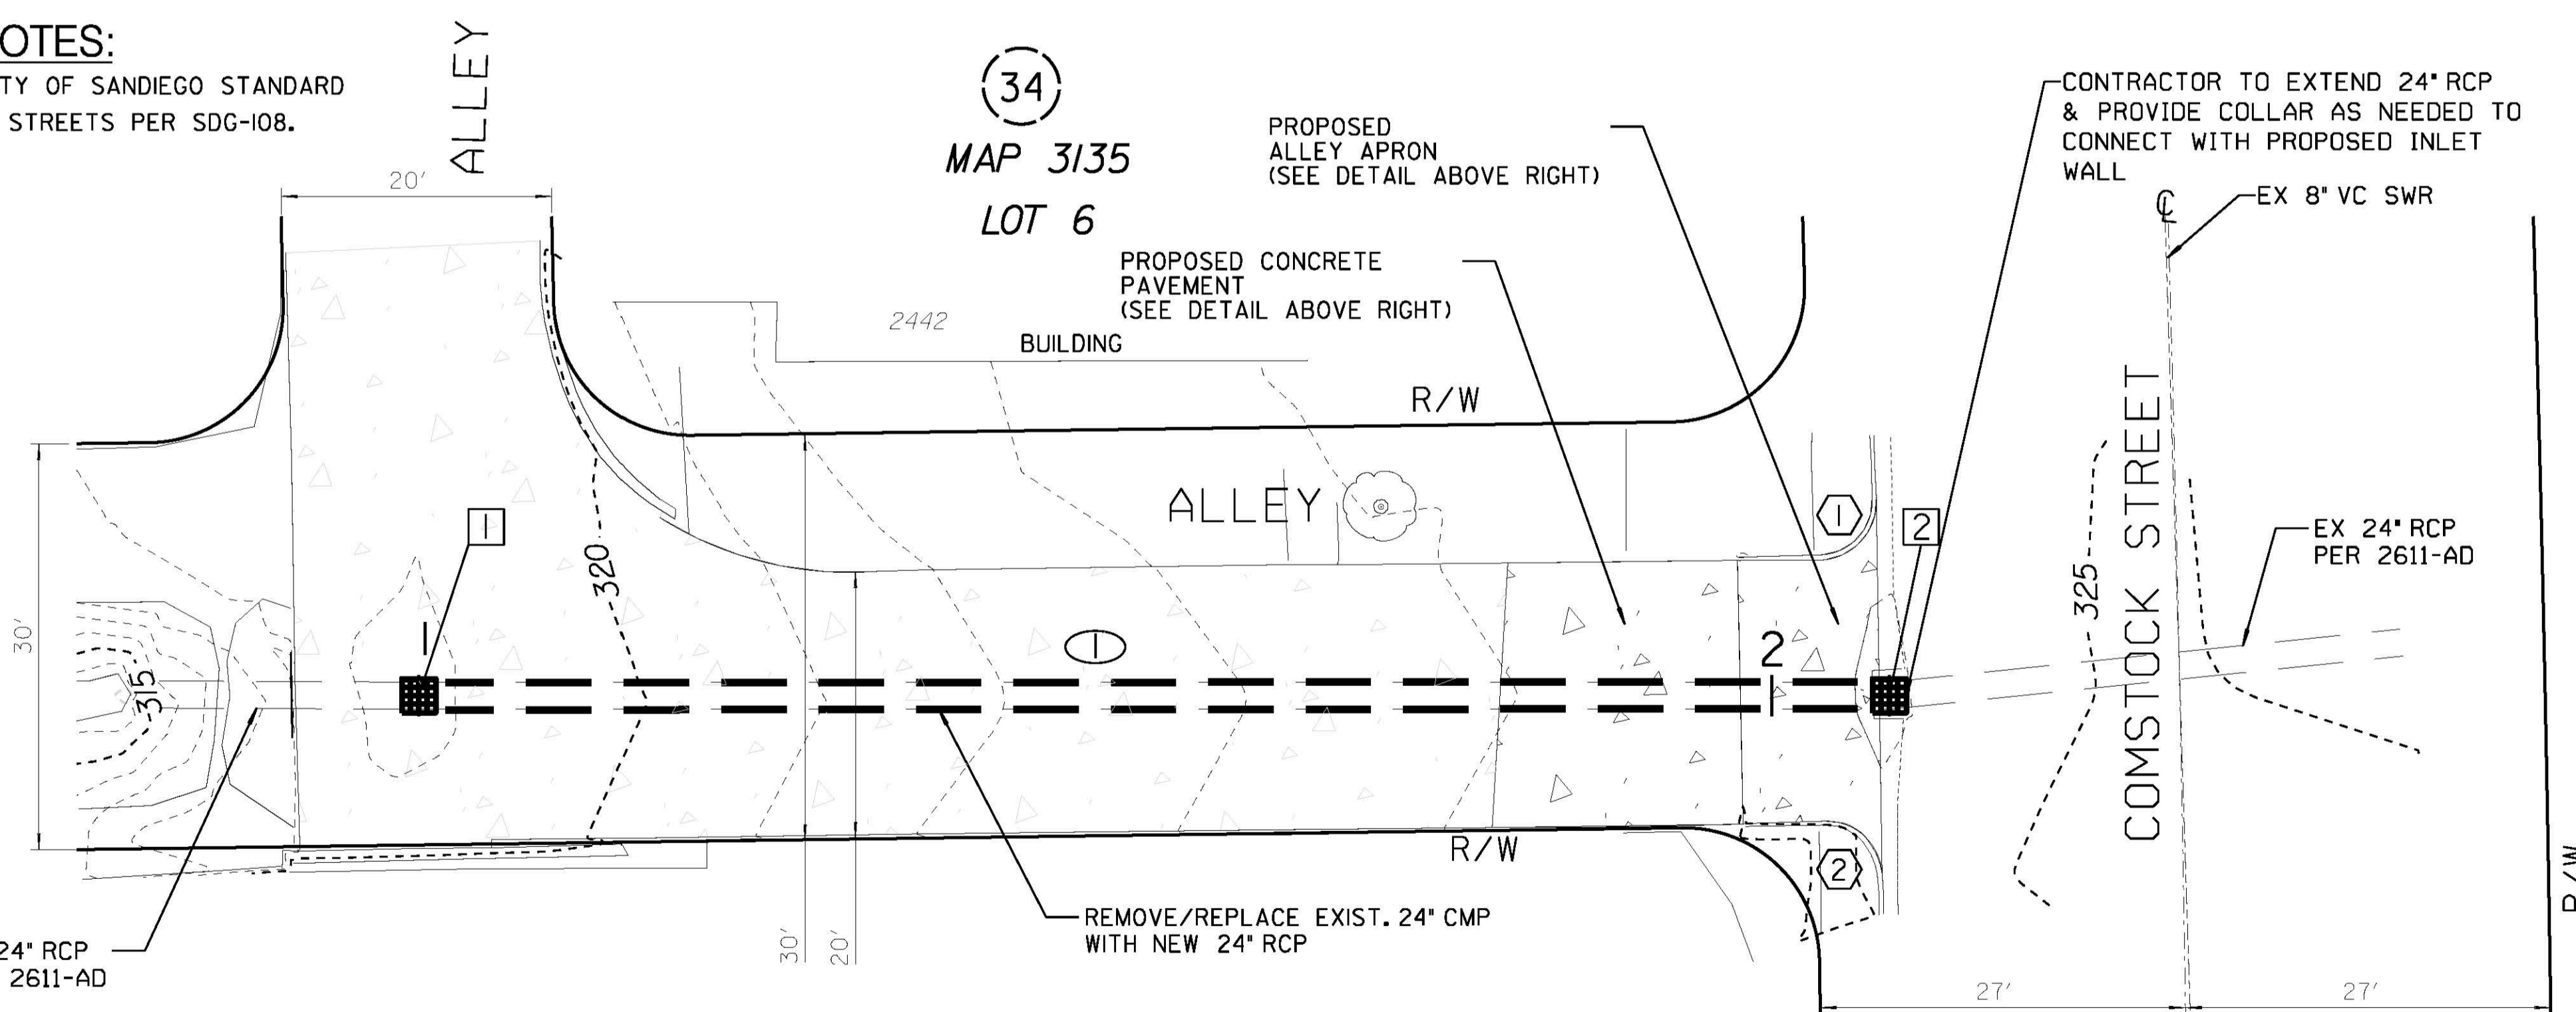 OTES:
TY OF SANDIEGO STANDARD
STREETS PER SDG-108.
ALLEY
20'
34
MAP 3135
LOT 6
PROPOSED
ALLEY APRON
(SEE DETAIL ABOVE RIGHT)
PROPOSED CONCRETE
PAVEMENT
(SEE DETAIL ABOVE RIGHT)
CONTRACTOR TO EXTEND 24" RCP
& PROVIDE COLLAR AS NEEDED TO
CONNECT WITH PROPOSED INLET
WALL
℄
EX 8" VC SWR
2442
BUILDING
R/W
ALLEY
1
1
2
EX 24" RCP
PER 2611-AD
320
325
COMSTOCK STREET
30'
315
1
1
2
R/W
2
R/W
REMOVE/REPLACE EXIST. 24" CMP
WITH NEW 24" RCP
24" RCP
2611-AD
30'
20'
27'
27'